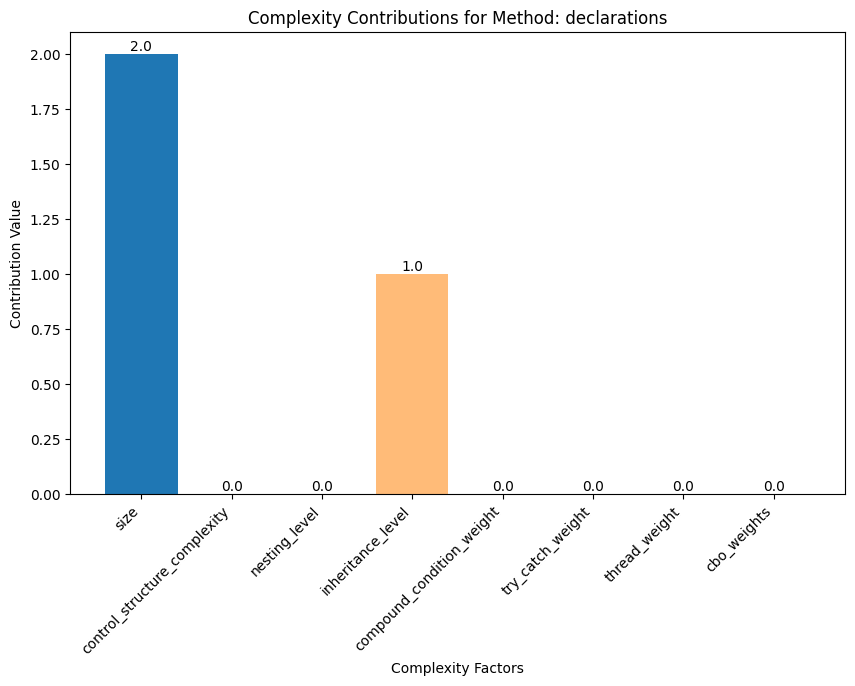 Complexity Contributions for Method: declarations
2.0
0.0
0.0
1.0
0.0
0.0
0.0
0.0
2.00
1.75
1.50
1.25
1.00
0.75
0.50
0.25
0.00
Contribution Value
size
control_structure_complexity
nesting_level
inheritance_level
compound_condition_weight
try_catch_weight
thread_weight
cbo_weights
Complexity Factors